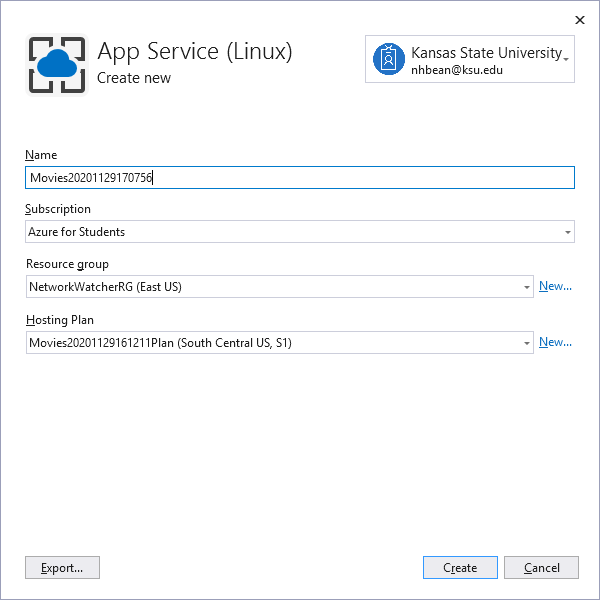 App Service (Linux)
Create new
Kansas State University
nhbean@ksu.edu
Name
Movies20201129170756
Subscription
Azure for Students
Resource group
NetworkWatcherRG (East US)
New...
Hosting Plan
Movies20201129161211Plan (South Central US, S1)
New...
Export...
Create
Cancel